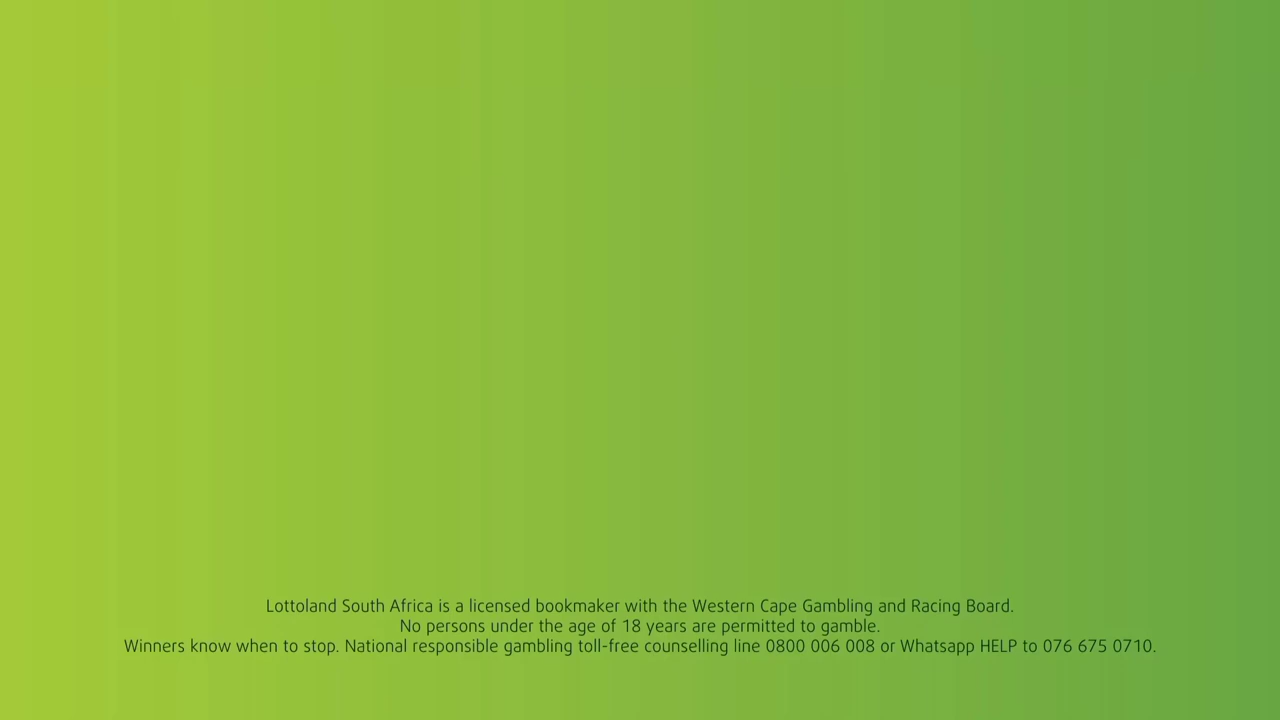 Lottoland South Africa is a licensed bookmaker with the Western Cape Gambling and Racing Board.
No persons under the age of 18 years are permitted to gamble.
Winners know when to stop. National responsible gambling toll-free counselling line 0800 006 008 or Whatsapp HELP to 076 675 0710.